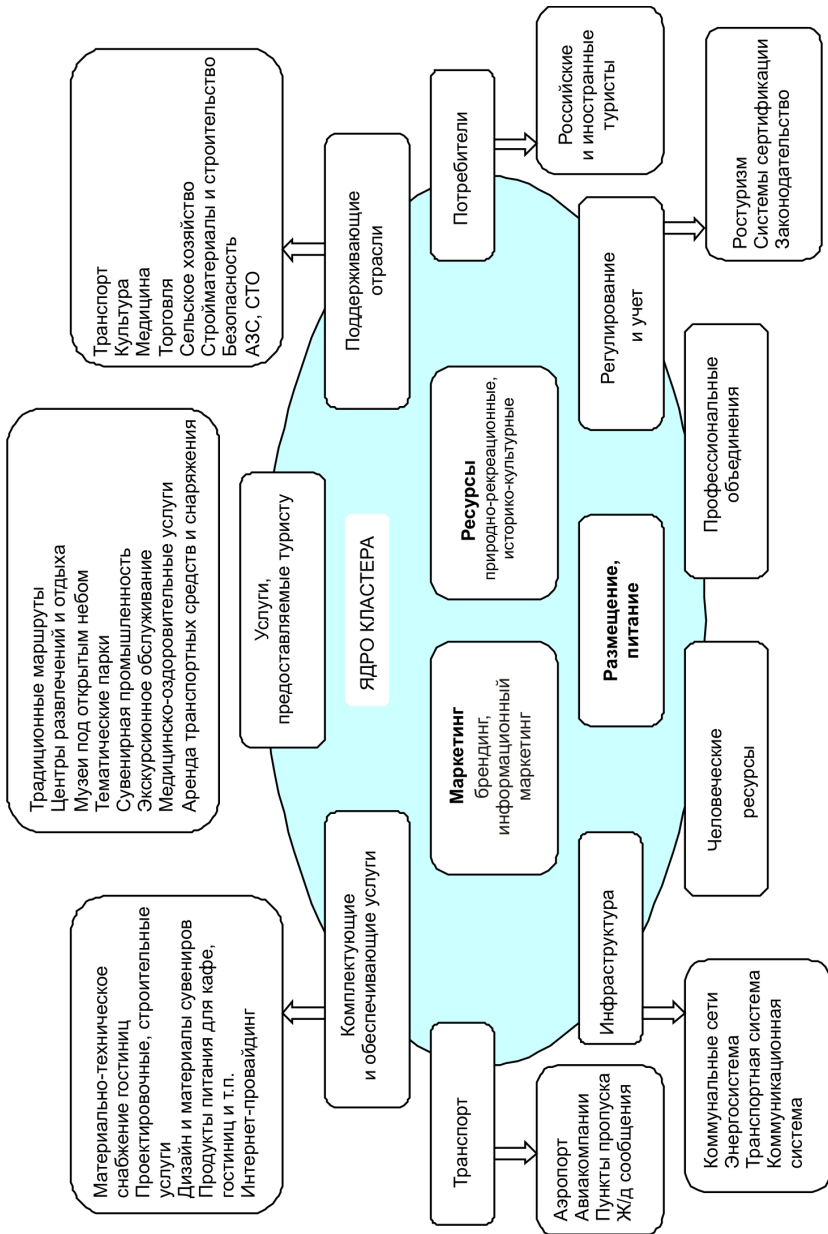 Материально-техническое
снабжение гостиниц
Проектировочные, строительные
услуги
Дизайн и материалы сувениров
Продукты питания для кафе,
гостиниц и т.п.
Интернет-провайдинг
Традиционные маршруты
Центры развлечений и отдыха
Музеи под открытым небом
Тематические парки
Сувенирная промышленность
Экскурсионное обслуживание
Медицинско-оздоровительные услуги
Аренда транспортных средств и снаряжения
Транспорт
Культура
Медицина
Торговля
Сельское хозяйство
Стройматериалы и строительство
Безопасность
АЗС, СТО
Комплектующие
и обеспечивающие услуги
Услуги,
предоставляемые туристу
Поддерживающие
отрасли
ЯДРО КЛАСТЕРА
Транспорт
Маркетинг
брендинг,
информационный
маркетинг
Ресурсы
природно-рекреационные,
историко-культурные
Потребители
Аэропорт
Авиакомпании
Пункты пропуска
Ж/д сообщения
Инфраструктура
Размещение,
питание
Регулирование
и учет
Российские
и иностранные
туристы
Коммунальные сети
Энергосистема
Транспортная система
Коммуникационная
система
Человеческие
ресурсы
Профессиональные
объединения
Ростуризм
Системы сертификации
Законодательство